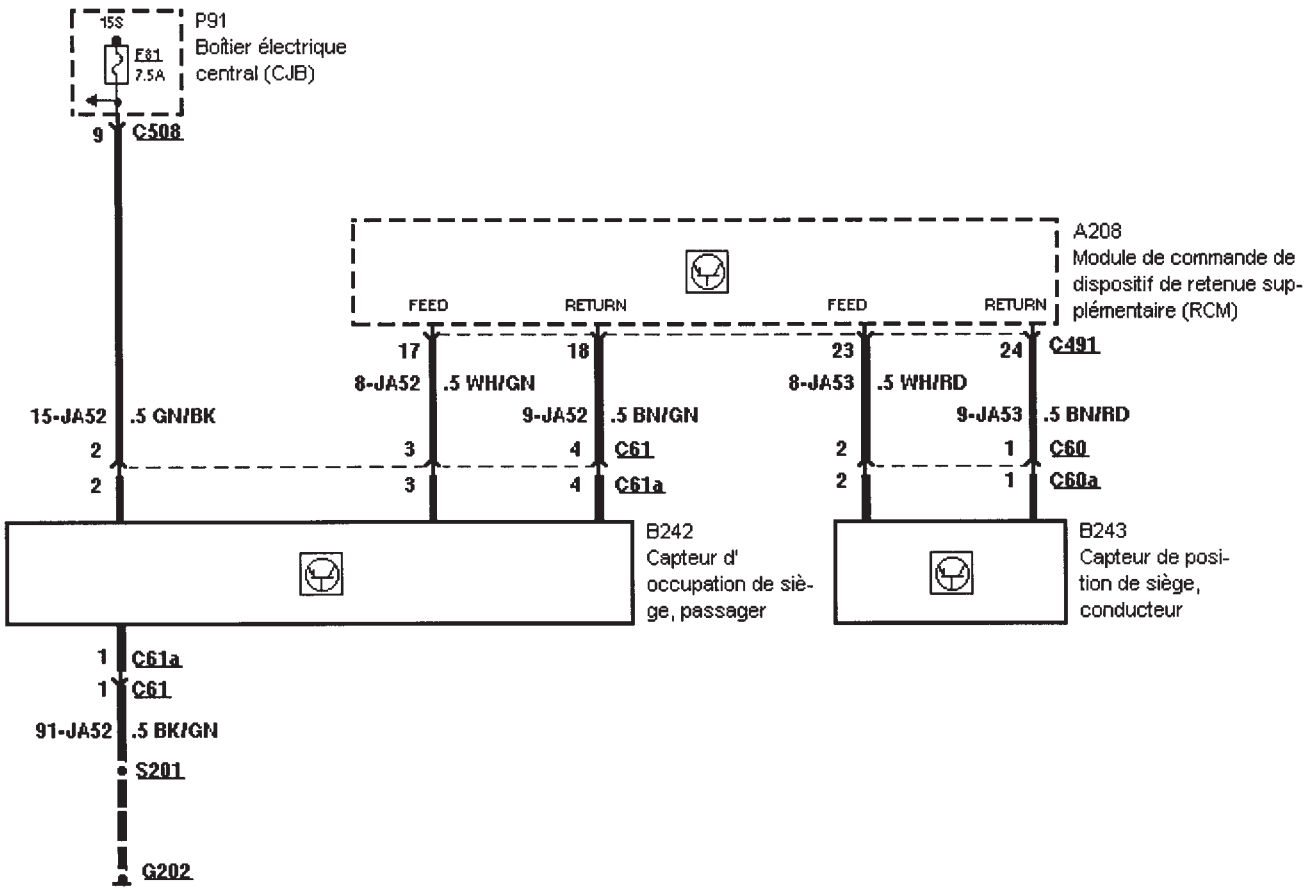 15S
P91
Boîtier électrique
central (CJB)
F81
7.5A
9 C508
A208
Module de commande de
dispositif de retenue sup-
plémentaire (RCM)
FEED RETURN FEED RETURN
17 18 23 24 C491
8-JA52 .5 WH/GN 8-JA53 .5 WH/RD
15-JA52 .5 GN/BK 9-JA52 .5 BN/GN 9-JA53 .5 BN/RD
2 3 4 C61 2 1 C60
2 3 4 C61a 2 1 C60a
B242
Capteur d'
occupation de siè-
ge, passager
B243
Capteur de posi-
tion de siège,
conducteur
1 C61a
1 C61
91-JA52 .5 BK/GN
S201
G202